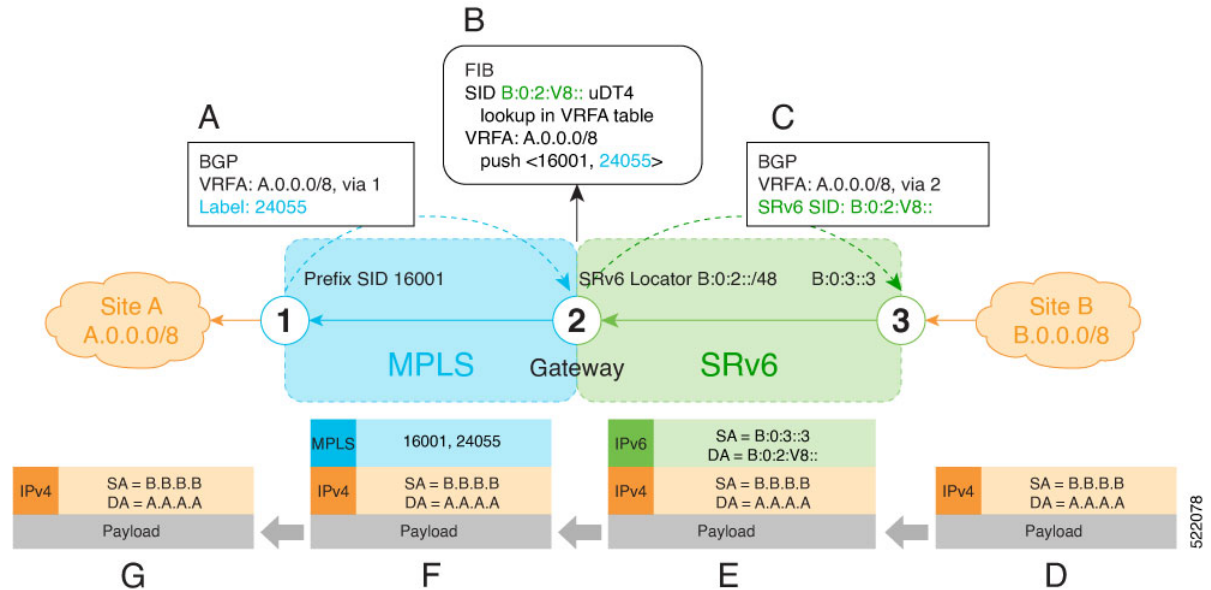 B
FIB
SID B:0:2:V8:: uDT4
lookup in VRFA table
VRFA: A.0.0.0/8
push <16001, 24055>
A
BGP
VRFA: A.0.0.0/8, via 1
Label: 24055
C
BGP
VRFA: A.0.0.0/8, via 2
SRv6 SID: B:0:2:V8::
Prefix SID 16001
SRv6 Locator B:0:2::/48
B:0:3::3
Site A
A.0.0.0/8
1
2
3
Site B
B.0.0.0/8
MPLS
Gateway
SRv6
MPLS
16001, 24055
IPv6
SA = B:0:3::3
DA = B:0:2:V8::
IPv4
SA = B.B.B.B
DA = A.A.A.A
Payload
IPv4
SA = B.B.B.B
DA = A.A.A.A
Payload
IPv4
SA = B.B.B.B
DA = A.A.A.A
Payload
IPv4
SA = B.B.B.B
DA = A.A.A.A
Payload
522078
G
F
E
D